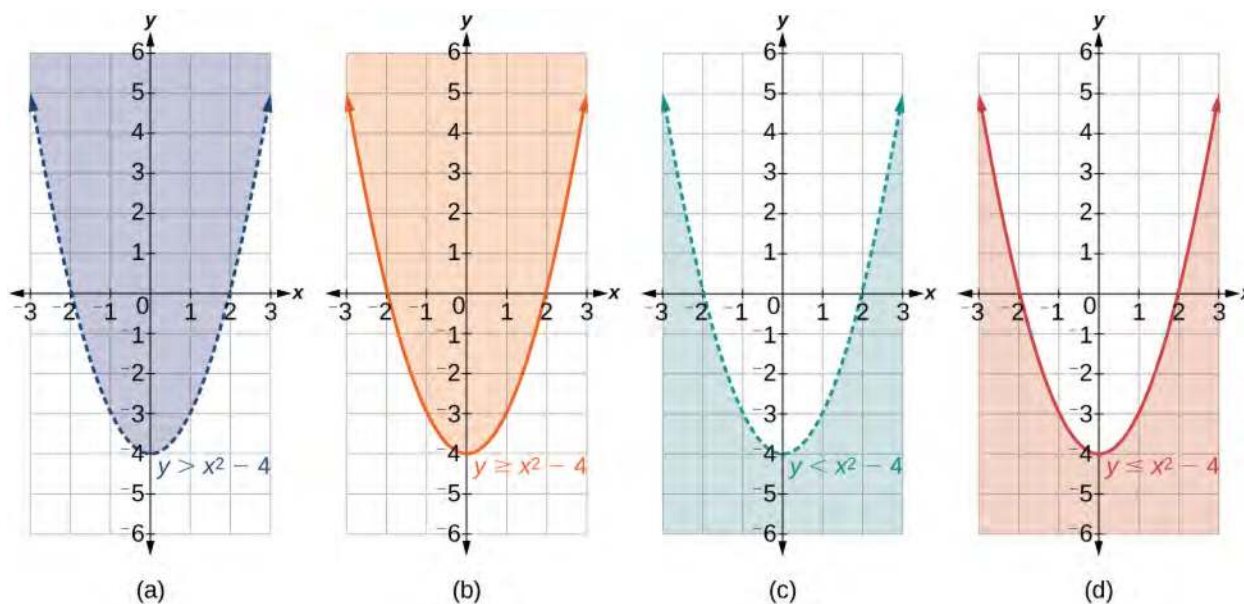 y y y y
6 6 6 6
5 5 5 5
4 4 4 4
3 3 3 3
2 2 2 2
1 1 1 1
-3 -2 -1 0 1 2 3 x -3 -2 -1 0 1 2 3 x -3 -2 -1 0 1 2 3 x -3 -2 -1 0 1 2 3 x
-1 -1 -1 -1
-2 -2 -2 -2
-3 -3 -3 -3
-4 -4 -4 -4
y > x² − 4 y ≥ x² − 4 y < x² − 4 y ≤ x² − 4
-5 -5 -5 -5
-6 -6 -6 -6
(a) (b) (c) (d)